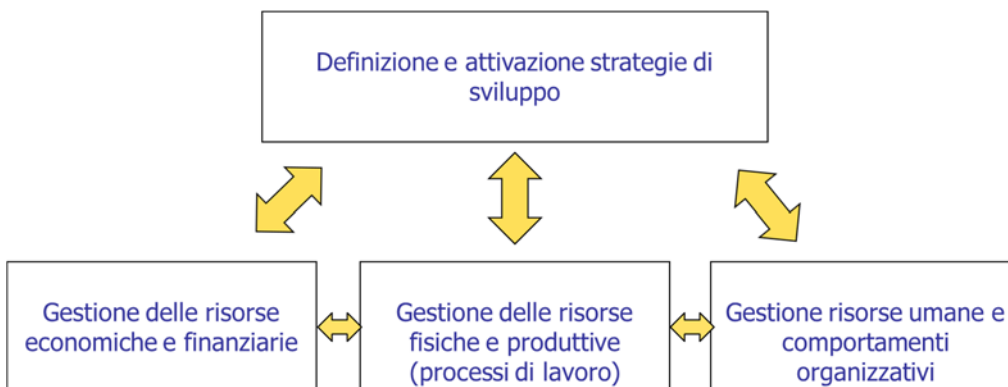 Definizione e attivazione strategie di
sviluppo
Gestione delle risorse
economiche e finanziarie
Gestione delle risorse
fisiche e produttive
(processi di lavoro)
Gestione risorse umane e
comportamenti
organizzativi